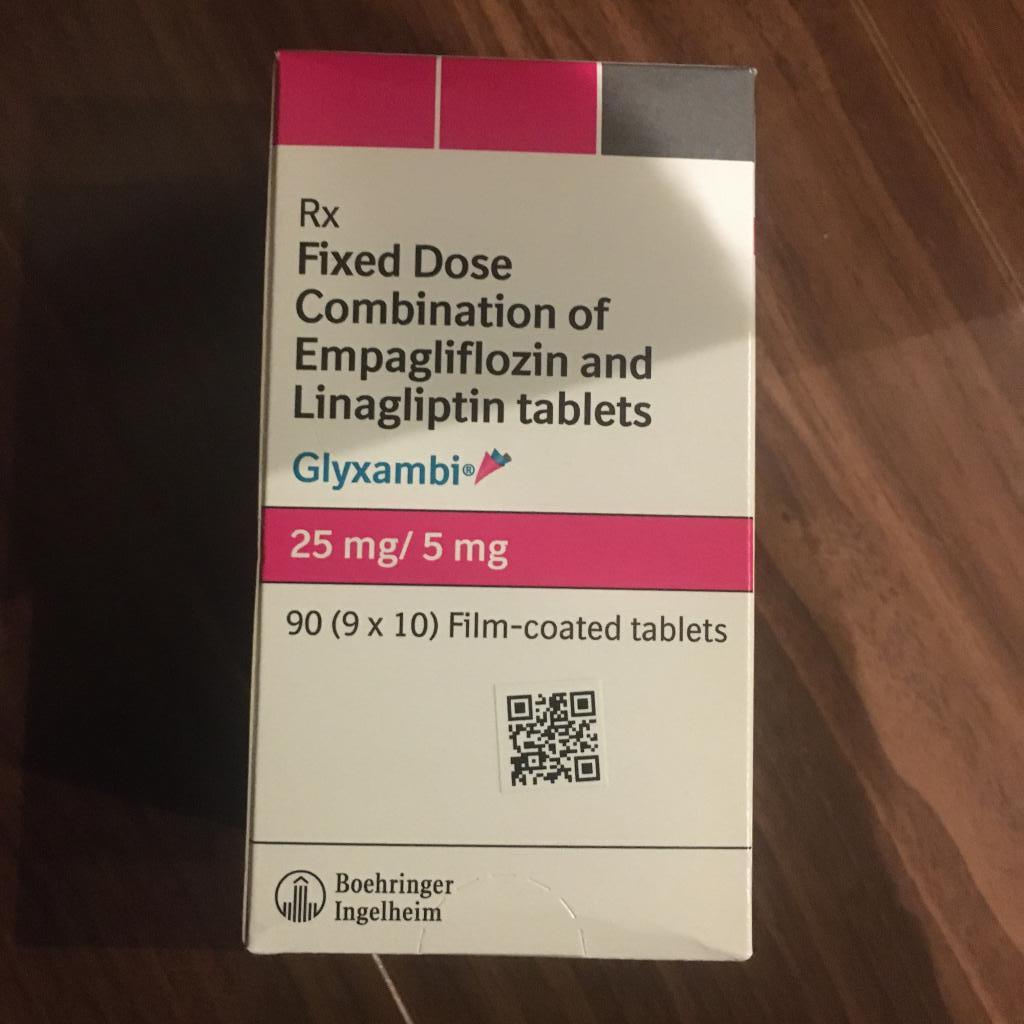 Rx
Fixed Dose
Combination of
Empagliflozin and
Linagliptin tablets
Glyxambi®
25 mg/ 5 mg
90 (9 x 10) Film-coated tablets
Boehringer
Ingelheim